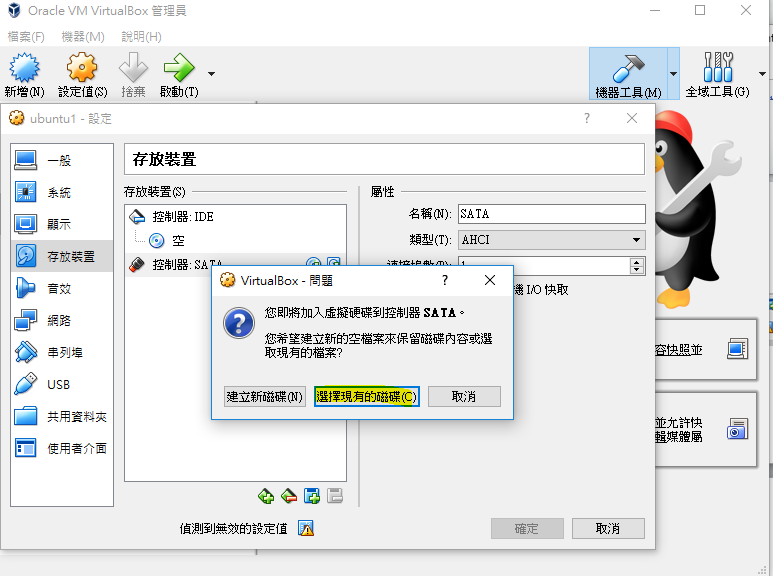 Oracle VM VirtualBox 管理員
檔案(F) 機器(M) 說明(H)
新增(N) 設定值(S) 捨棄 啟動(T) 機器工具(M) 全域工具(G)
ubuntu1 - 設定
一般
系統
顯示
存放裝置
音效
網路
串列埠
USB
共用資料夾
使用者介面
存放裝置
存放裝置(S)
控制器: IDE
空
控制器: SATA
屬性
名稱(N): SATA
類型(T): AHCI
連接埠數(P): 1
機 I/O 快取
VirtualBox - 問題
您即將加入虛擬硬碟到控制器 SATA。
您希望建立新的空檔案來保留磁碟內容或選
取現有的檔案?
建立新磁碟(N) 選擇現有的磁碟(C) 取消
容快照並
並允許快
輯媒體屬
偵測到無效的設定值
確定 取消